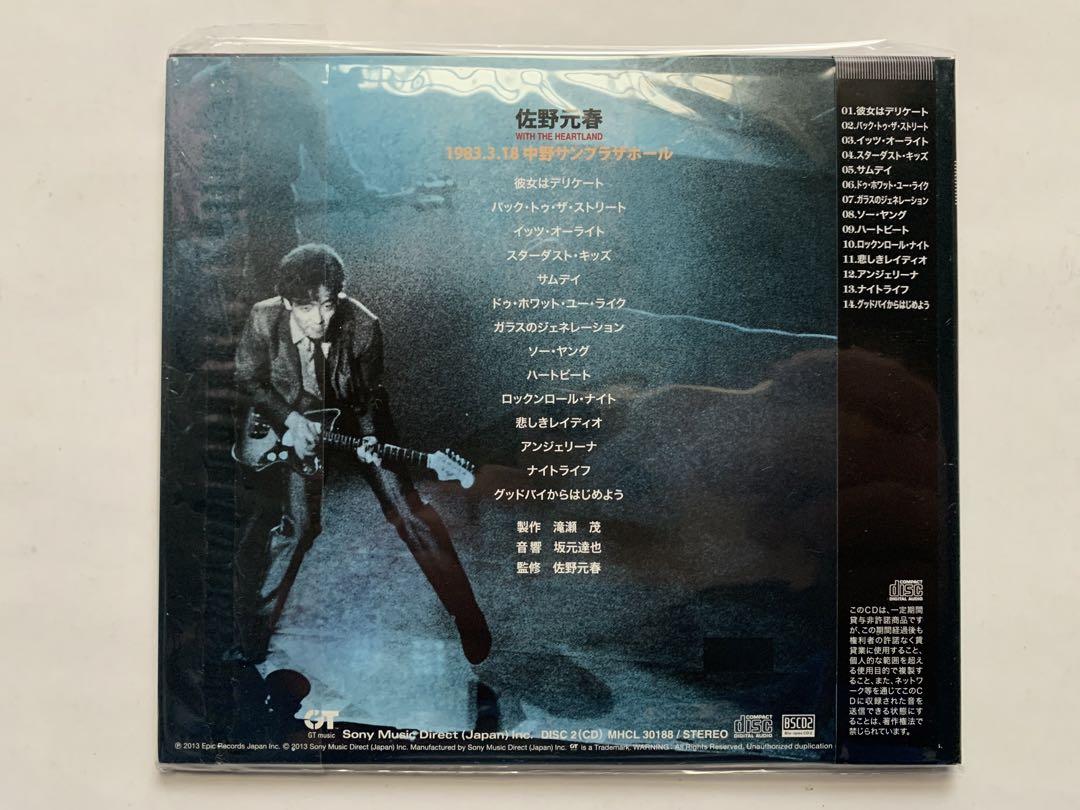 佐野元春
WITH THE HEARTLAND
1983.3.18 中野サンプラザホール
彼女はデリケート
バック・トゥ・ザ・ストリート
イッツ・オーライト
スターダスト・キッズ
サムデイ
ドゥ・ホワット・ユー・ライク
ガラスのジェネレーション
ソー・ヤング
ハートビート
ロックンロール・ナイト
悲しきレイディオ
アンジェリーナ
ナイトライフ
グッドバイからはじめよう
製作 滝瀬 茂
音響 坂元達也
監修 佐野元春
GT
GT music
Sony Music Direct (Japan) Inc. DISC 2 (CD) MHCL 30188 / STEREO
COMPACT
disc
DIGITAL AUDIO
BSCD2
Blu-spec CD 2
℗ 2013 Epic Records Japan Inc. © 2013 Sony Music Direct (Japan) Inc. Manufactured by Sony Music Direct (Japan) Inc. GT is a Trademark. WARNING : All Rights Reserved. Unauthorized duplication
01.彼女はデリケート
02.バック・トゥ・ザ・ストリート
03.イッツ・オーライト
04.スターダスト・キッズ
05.サムデイ
06.ドゥ・ホワット・ユー・ライク
07.ガラスのジェネレーション
08.ソー・ヤング
09.ハートビート
10.ロックンロール・ナイト
11.悲しきレイディオ
12.アンジェリーナ
13.ナイトライフ
14.グッドバイからはじめよう
COMPACT
disc
DIGITAL AUDIO
このCDは、一定期間
貸与非許諾商品です
が、この期間経過後も
権利者の許諾なく賃
貸業に使用すること、
個人的な範囲を超え
る使用目的で複製す
ること、また、ネットワ
ーク等を通じてこのC
Dに収録された音を
送信できる状態にす
ることは、著作権法で
禁じられています。